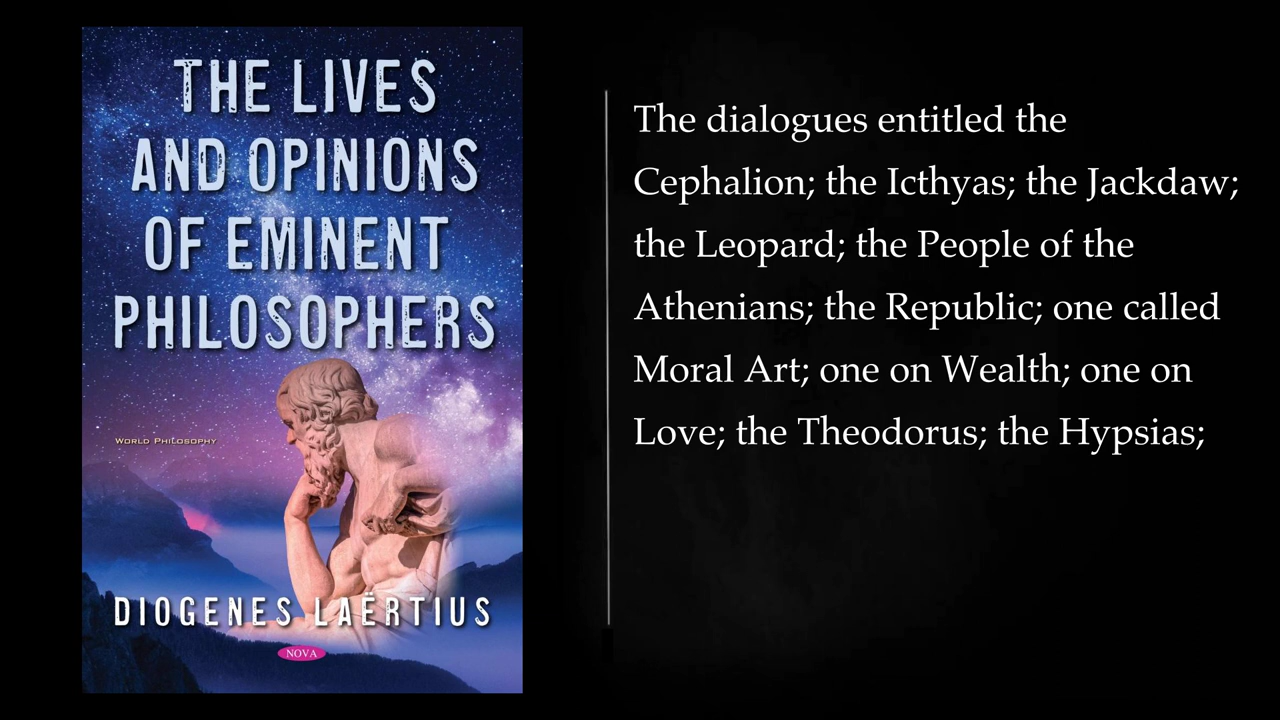 THE LIVES
AND OPINIONS
OF EMINENT
PHILOSOPHERS
WORLD PHILOSOPHY
DIOGENES LAËRTIUS
NOVA
The dialogues entitled the
Cephalion; the Icthyas; the Jackdaw;
the Leopard; the People of the
Athenians; the Republic; one called
Moral Art; one on Wealth; one on
Love; the Theodorus; the Hypsias;